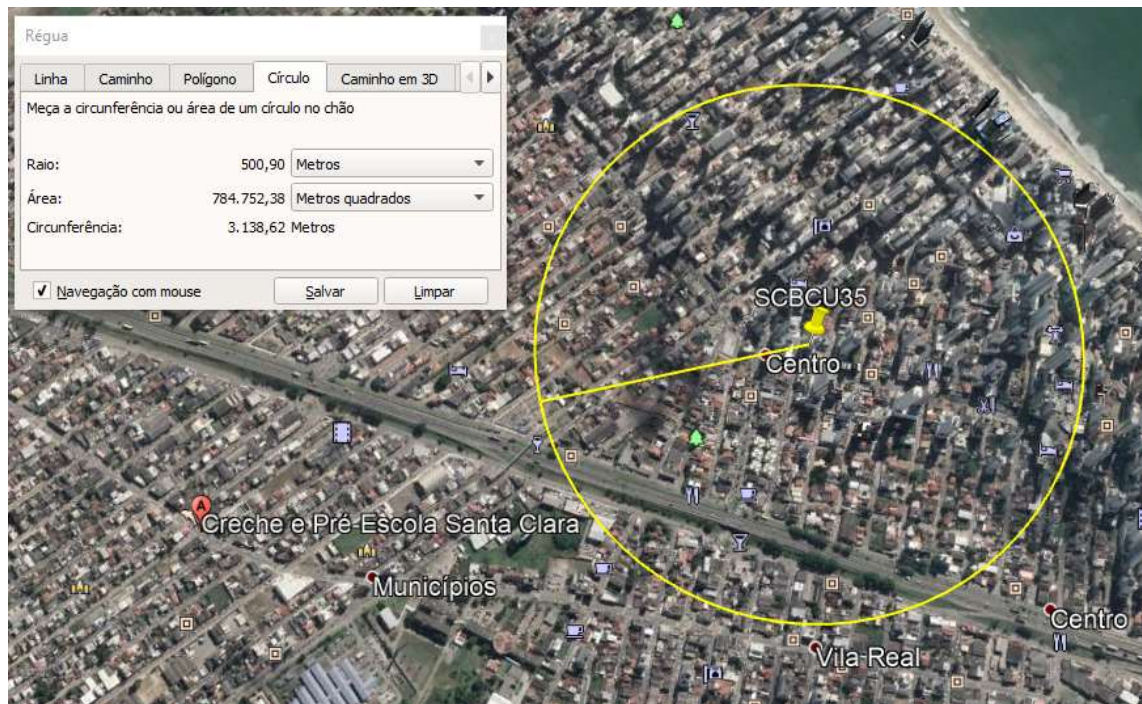 Régua
Linha Caminho Polígono Círculo Caminho em 3D
Meça a circunferência ou área de um círculo no chão
Raio: 500,90 Metros
Área: 784.752,38 Metros quadrados
Circunferência: 3.138,62 Metros
Navegação com mouse Salvar Limpar
SCBCU35
Centro
A
Creche e Pré-Escola Santa Clara
Municípios
Centro
Vila Real